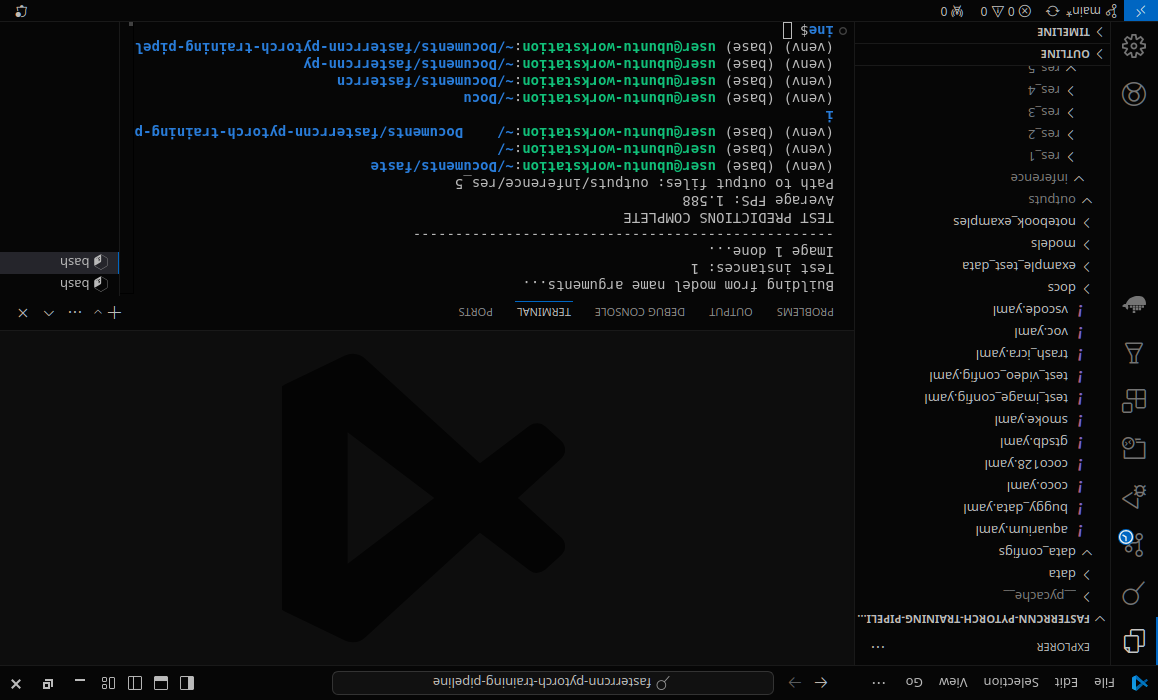 File Edit Selection View Go ... fasterrcnn-pytorch-training-pipeline
EXPLORER ...
FASTERRCNN-PYTORCH-TRAINING-PIPELI...
__pycache__
data
data_configs
aquarium.yaml
buggy_data.yaml
coco.yaml
coco128.yaml
gtsdb.yaml
smoke.yaml
test_image_config.yaml
test_video_config.yaml
trash_icra.yaml
voc.yaml
vscode.yaml
docs
example_test_data
models
notebook_examples
outputs
inference
res_1
res_2
res_3
res_4
res_5
OUTLINE
TIMELINE
PROBLEMS OUTPUT DEBUG CONSOLE TERMINAL PORTS
Building from model name arguments...
Test instances: 1
Image 1 done...
--------------------------------------------------
TEST PREDICTIONS COMPLETE
Average FPS: 1.588
Path to output files: outputs/inference/res_5
(venv) (base) user@ubuntu-workstation:~/Documents/faste
(venv) (base) user@ubuntu-workstation:~/
(venv) (base) user@ubuntu-workstation:~/ Documents/fasterrcnn-pytorch-training-p
i
(venv) (base) user@ubuntu-workstation:~/Docu
(venv) (base) user@ubuntu-workstation:~/Documents/fasterrcn
(venv) (base) user@ubuntu-workstation:~/Documents/fasterrcnn-py
(venv) (base) user@ubuntu-workstation:~/Documents/fasterrcnn-pytorch-training-pipel
ine$
bash
bash
main* 0 0 0